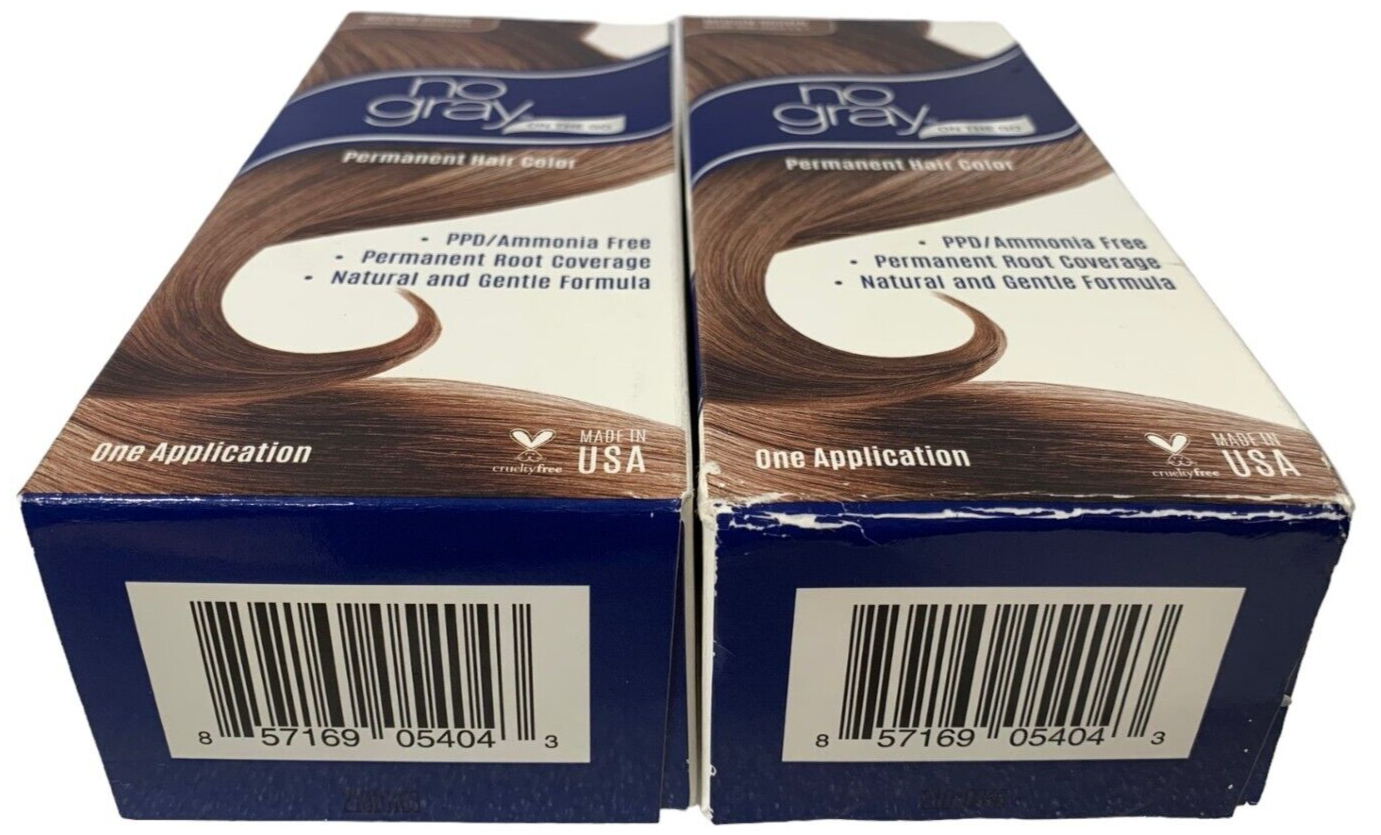 no
gray
ON THE GO
Permanent Hair Color
• PPD/Ammonia Free
• Permanent Root Coverage
• Natural and Gentle Formula
One Application
crueltyfree
MADE IN
USA
8 57169 05404 3
no
gray
ON THE GO
Permanent Hair Color
• PPD/Ammonia Free
• Permanent Root Coverage
• Natural and Gentle Formula
One Application
crueltyfree
MADE IN
USA
8 57169 05404 3